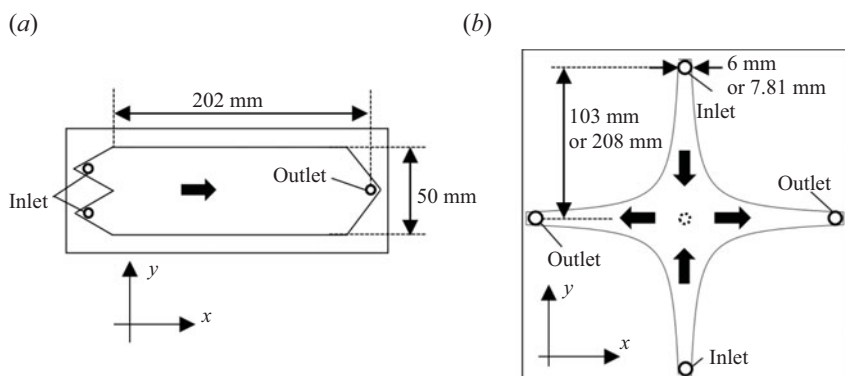 (a)
202 mm
Outlet
50 mm
Inlet
y
x
(b)
6 mm
or 7.81 mm
Inlet
103 mm
or 208 mm
Outlet
Outlet
y
x
Inlet